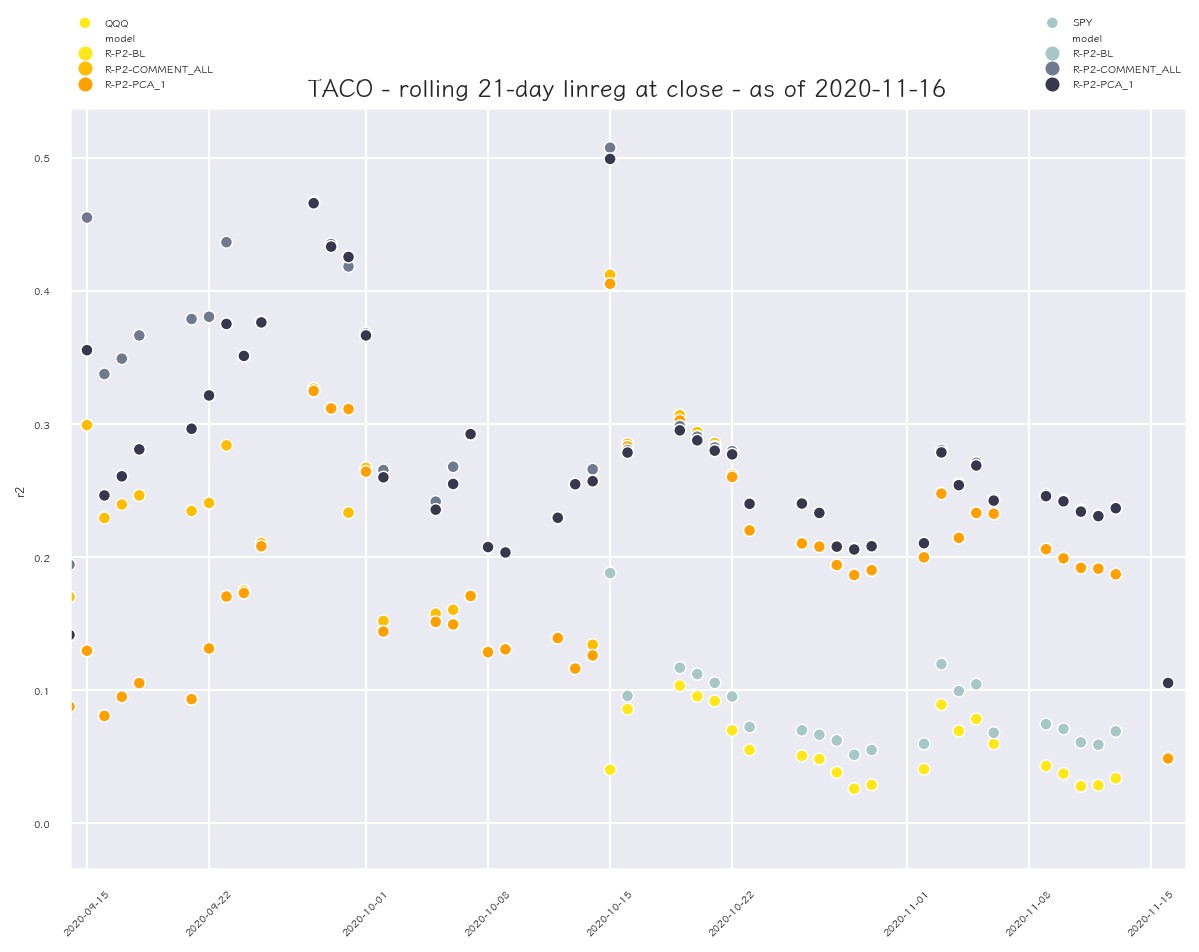 QQQ
model
R-P2-BL
R-P2-COMMENT_ALL
R-P2-PCA_1
SPY
model
R-P2-BL
R-P2-COMMENT_ALL
R-P2-PCA_1
TACO - rolling 21-day linreg at close - as of 2020-11-16
0.5
0.4
0.3
r2
0.2
0.1
0.0
2020-09-15
2020-09-22
2020-10-01
2020-10-08
2020-10-15
2020-10-22
2020-11-01
2020-11-08
2020-11-15